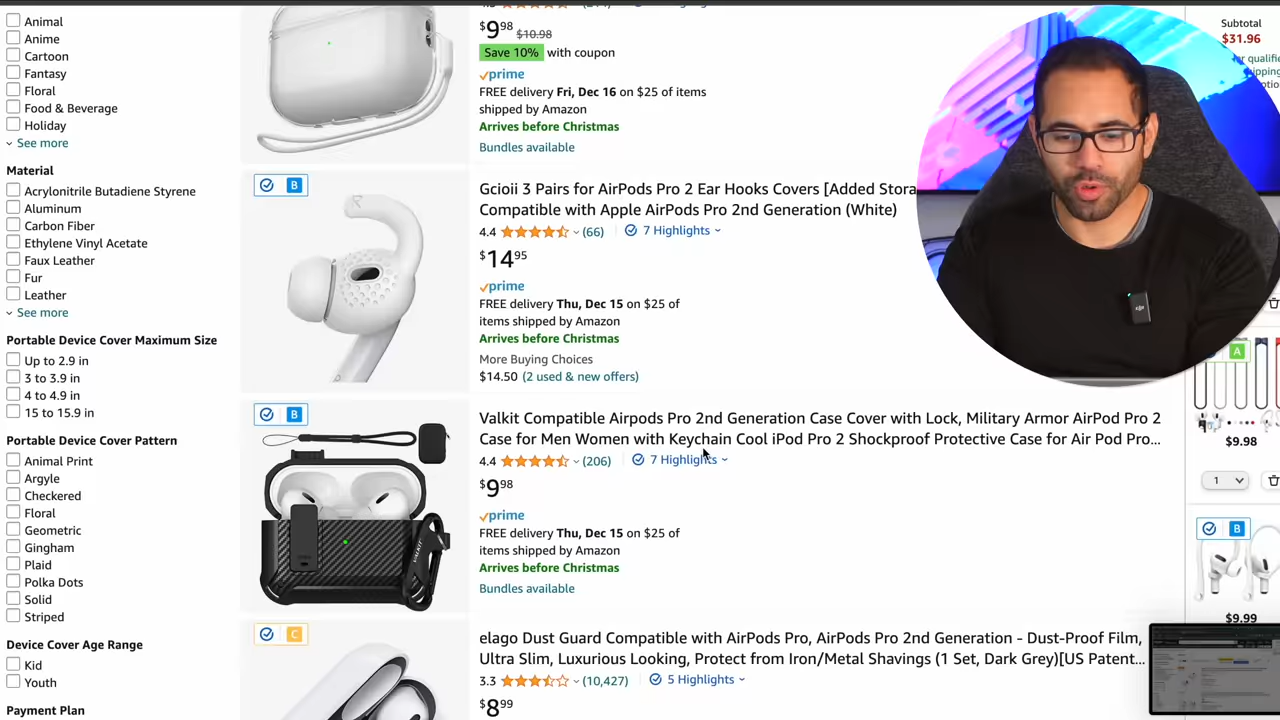 Animal
Anime
Cartoon
Fantasy
Floral
Food & Beverage
Holiday
See more
Material
Acrylonitrile Butadiene Styrene
Aluminum
Carbon Fiber
Ethylene Vinyl Acetate
Faux Leather
Fur
Leather
See more
Portable Device Cover Maximum Size
Up to 2.9 in
3 to 3.9 in
4 to 4.9 in
15 to 15.9 in
Portable Device Cover Pattern
Animal Print
Argyle
Checkered
Floral
Geometric
Gingham
Plaid
Polka Dots
Solid
Striped
Device Cover Age Range
Kid
Youth
Payment Plan
$9.98 $10.98
Save 10% with coupon
prime
FREE delivery Fri, Dec 16 on $25 of items
shipped by Amazon
Arrives before Christmas
Bundles available
B
Gcioii 3 Pairs for AirPods Pro 2 Ear Hooks Covers [Added Stora
Compatible with Apple AirPods Pro 2nd Generation (White)
4.4 (66) 7 Highlights
$14.95
prime
FREE delivery Thu, Dec 15 on $25 of
items shipped by Amazon
Arrives before Christmas
More Buying Choices
$14.50 (2 used & new offers)
B
VALKIT
Valkit Compatible Airpods Pro 2nd Generation Case Cover with Lock, Military Armor AirPod Pro 2
Case for Men Women with Keychain Cool iPod Pro 2 Shockproof Protective Case for Air Pod Pro...
4.4 (206) 7 Highlights
$9.98
prime
FREE delivery Thu, Dec 15 on $25 of
items shipped by Amazon
Arrives before Christmas
Bundles available
C
elago Dust Guard Compatible with AirPods Pro, AirPods Pro 2nd Generation - Dust-Proof Film,
Ultra Slim, Luxurious Looking, Protect from Iron/Metal Shavings (1 Set, Dark Grey)[US Patent...
3.3 (10,427) 5 Highlights
$8.99
Subtotal
$31.96
dji
A
$9.98
1
B
$9.99